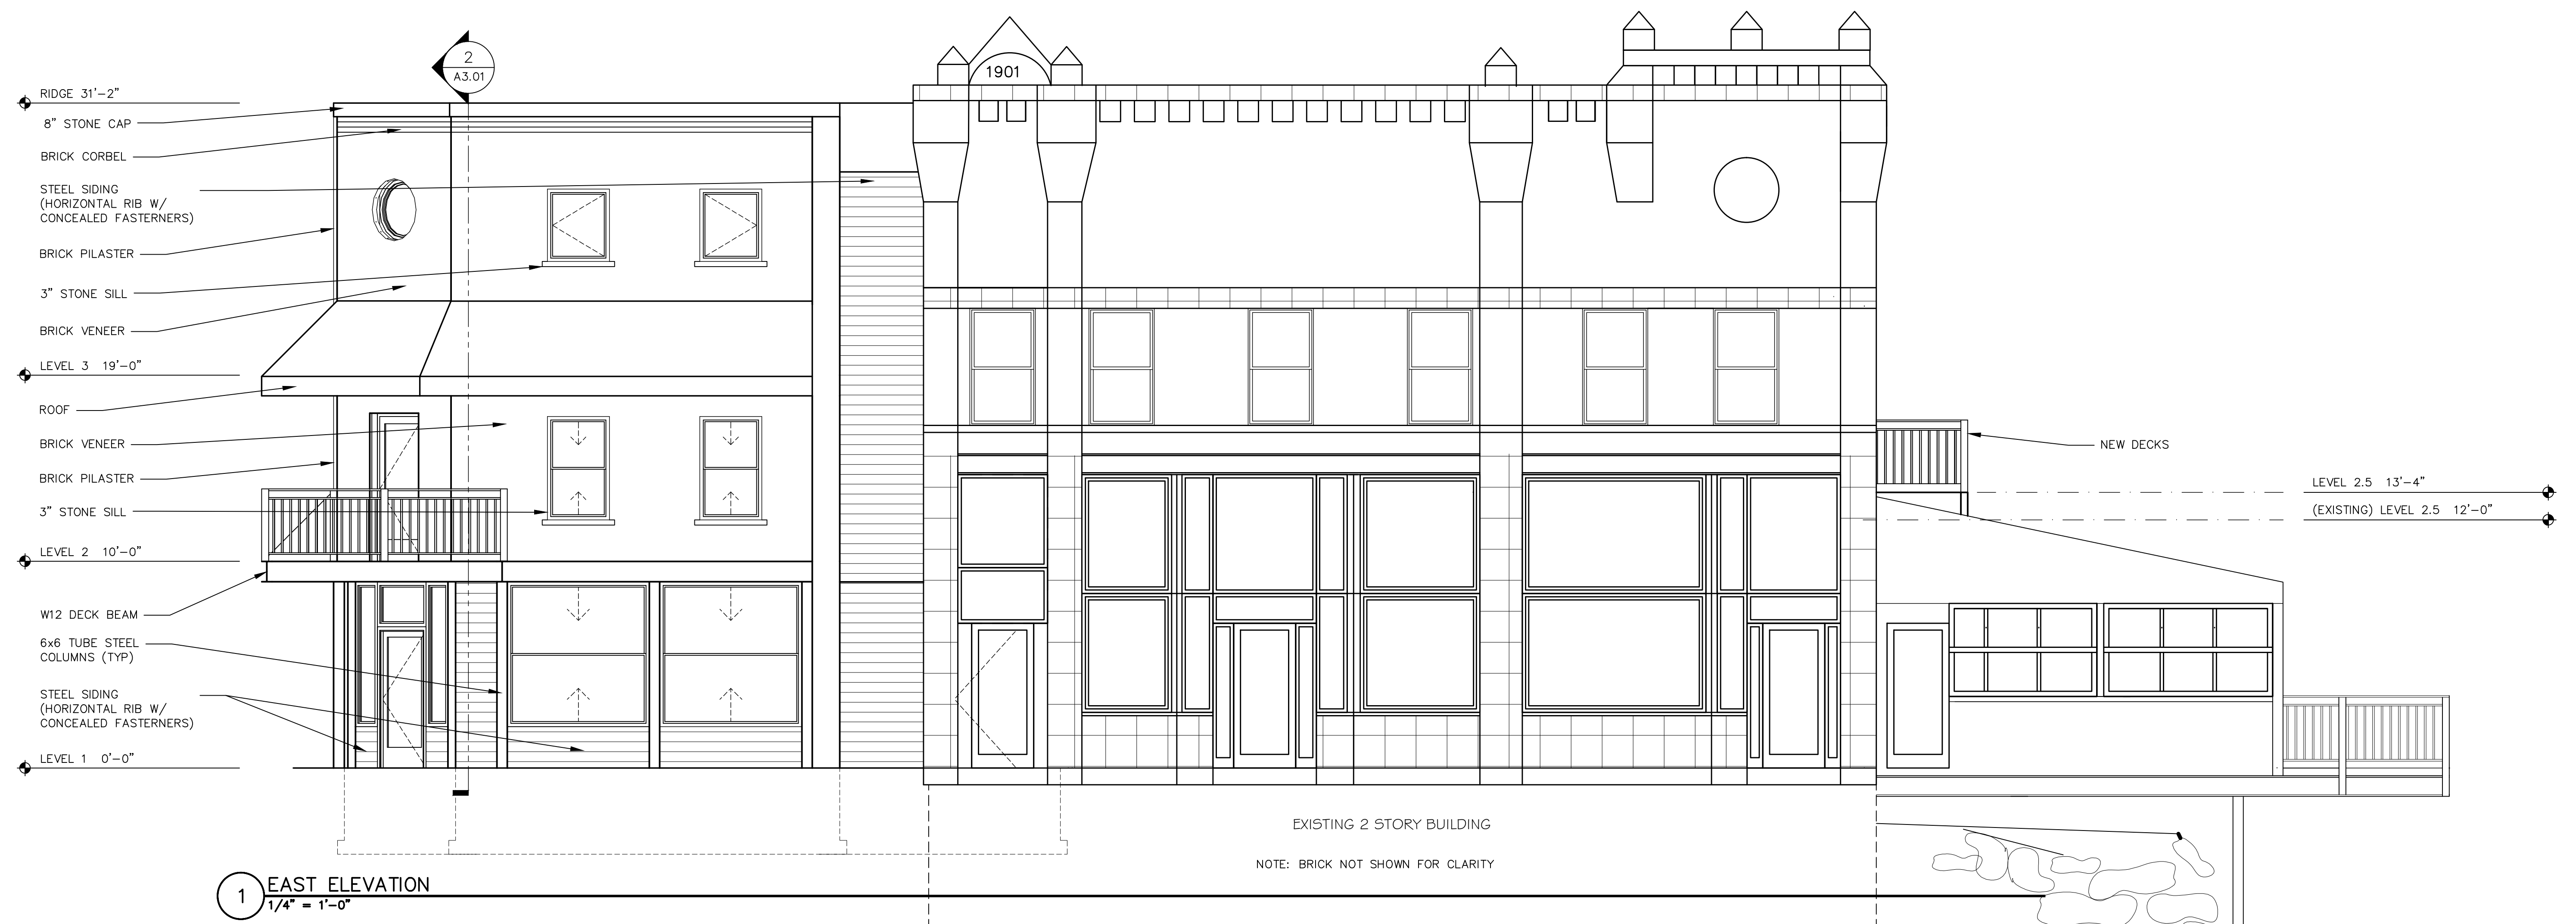 2
A3.01
1901
RIDGE 31'-2"
8" STONE CAP
BRICK CORBEL
STEEL SIDING
(HORIZONTAL RIB W/
CONCEALED FASTERNERS)
BRICK PILASTER
3" STONE SILL
BRICK VENEER
LEVEL 3 19'-0"
ROOF
BRICK VENEER
BRICK PILASTER
3" STONE SILL
LEVEL 2 10'-0"
W12 DECK BEAM
6x6 TUBE STEEL
COLUMNS (TYP)
STEEL SIDING
(HORIZONTAL RIB W/
CONCEALED FASTERNERS)
LEVEL 1 0'-0"
NEW DECKS
LEVEL 2.5 13'-4"
(EXISTING) LEVEL 2.5 12'-0"
EXISTING 2 STORY BUILDING
NOTE: BRICK NOT SHOWN FOR CLARITY
1
EAST ELEVATION
1/4" = 1'-0"